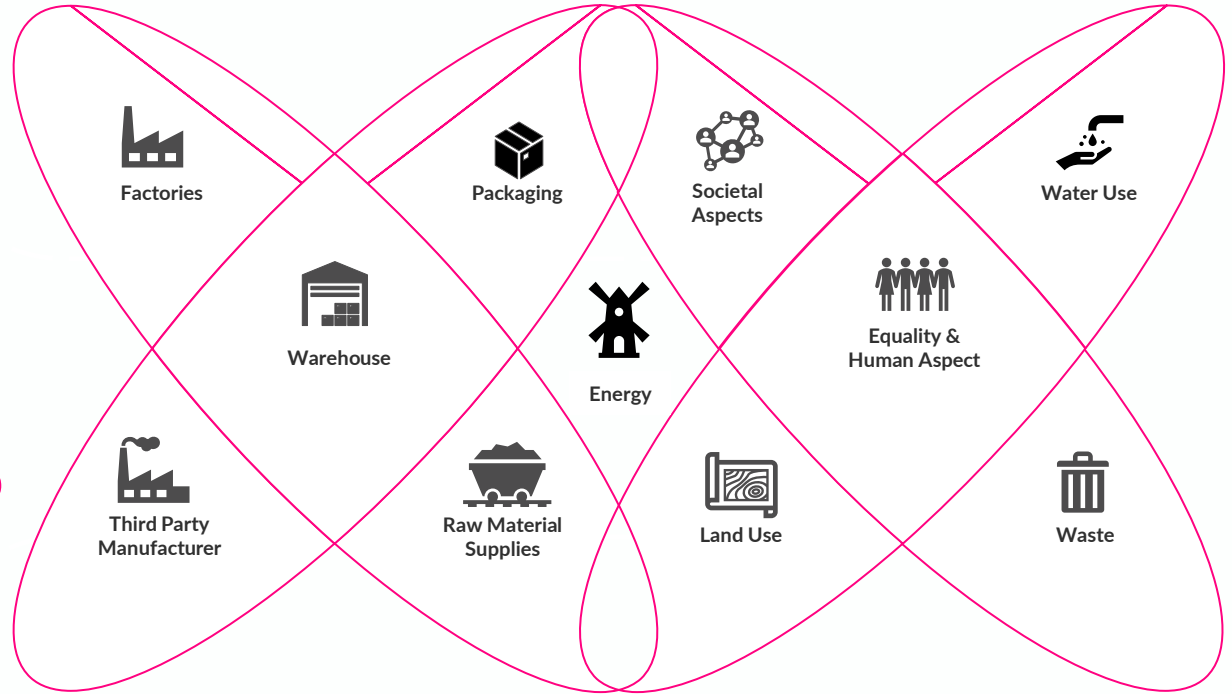 Factories
Packaging
Societal
Aspects
Water Use
Warehouse
Energy
Equality &
Human Aspect
Third Party
Manufacturer
Raw Material
Supplies
Land Use
Waste